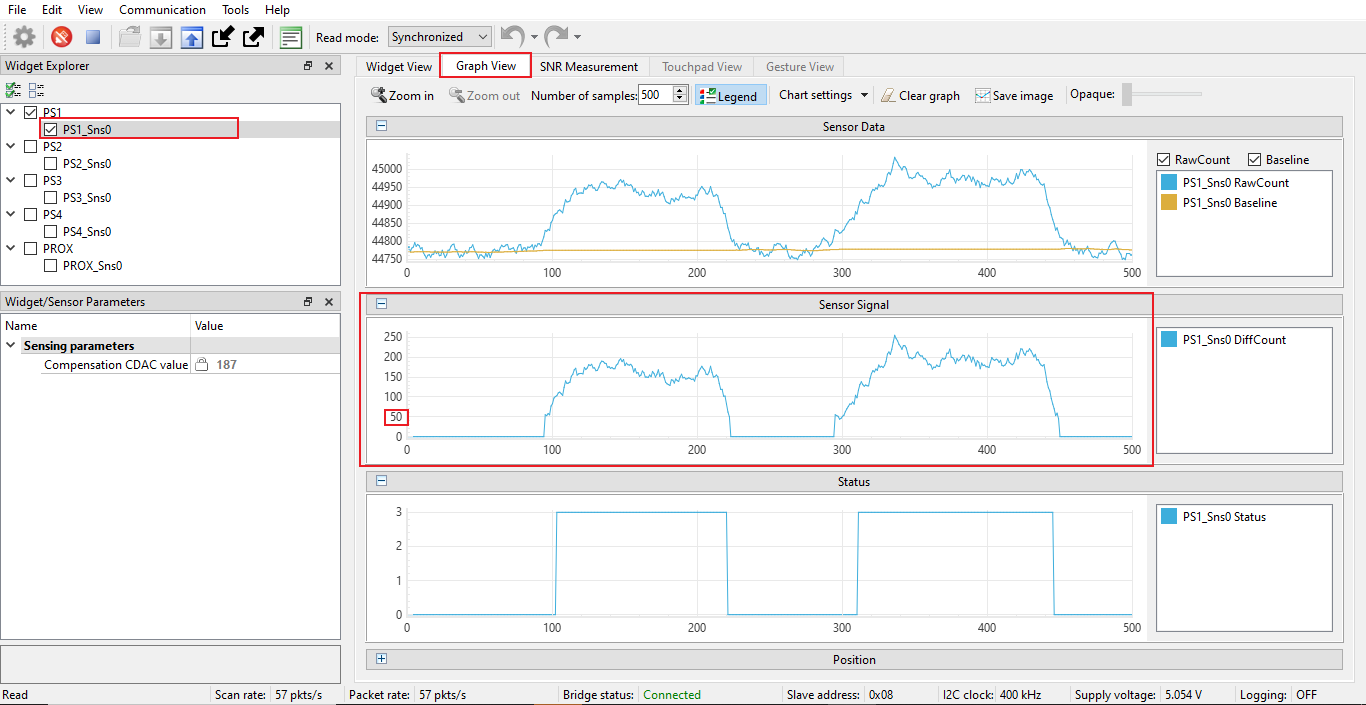 File Edit View Communication Tools Help
Read mode: Synchronized
Widget Explorer
PS1
PS1_Sns0
PS2
PS2_Sns0
PS3
PS3_Sns0
PS4
PS4_Sns0
PROX
PROX_Sns0
Widget/Sensor Parameters
Name Value
Sensing parameters
Compensation CDAC value 187
Widget View Graph View SNR Measurement Touchpad View Gesture View
Zoom in Zoom out Number of samples: 500 Legend Chart settings Clear graph Save image Opaque:
Sensor Data
45000
44950
44900
44850
44800
44750
0 100 200 300 400 500
RawCount Baseline
PS1_Sns0 RawCount
PS1_Sns0 Baseline
Sensor Signal
250
200
150
100
50
0
0 100 200 300 400 500
PS1_Sns0 DiffCount
Status
3
2
1
0
0 100 200 300 400 500
PS1_Sns0 Status
Position
Read Scan rate: 57 pkts/s Packet rate: 57 pkts/s Bridge status: Connected Slave address: 0x08 I2C clock: 400 kHz Supply voltage: 5.054 V Logging: OFF